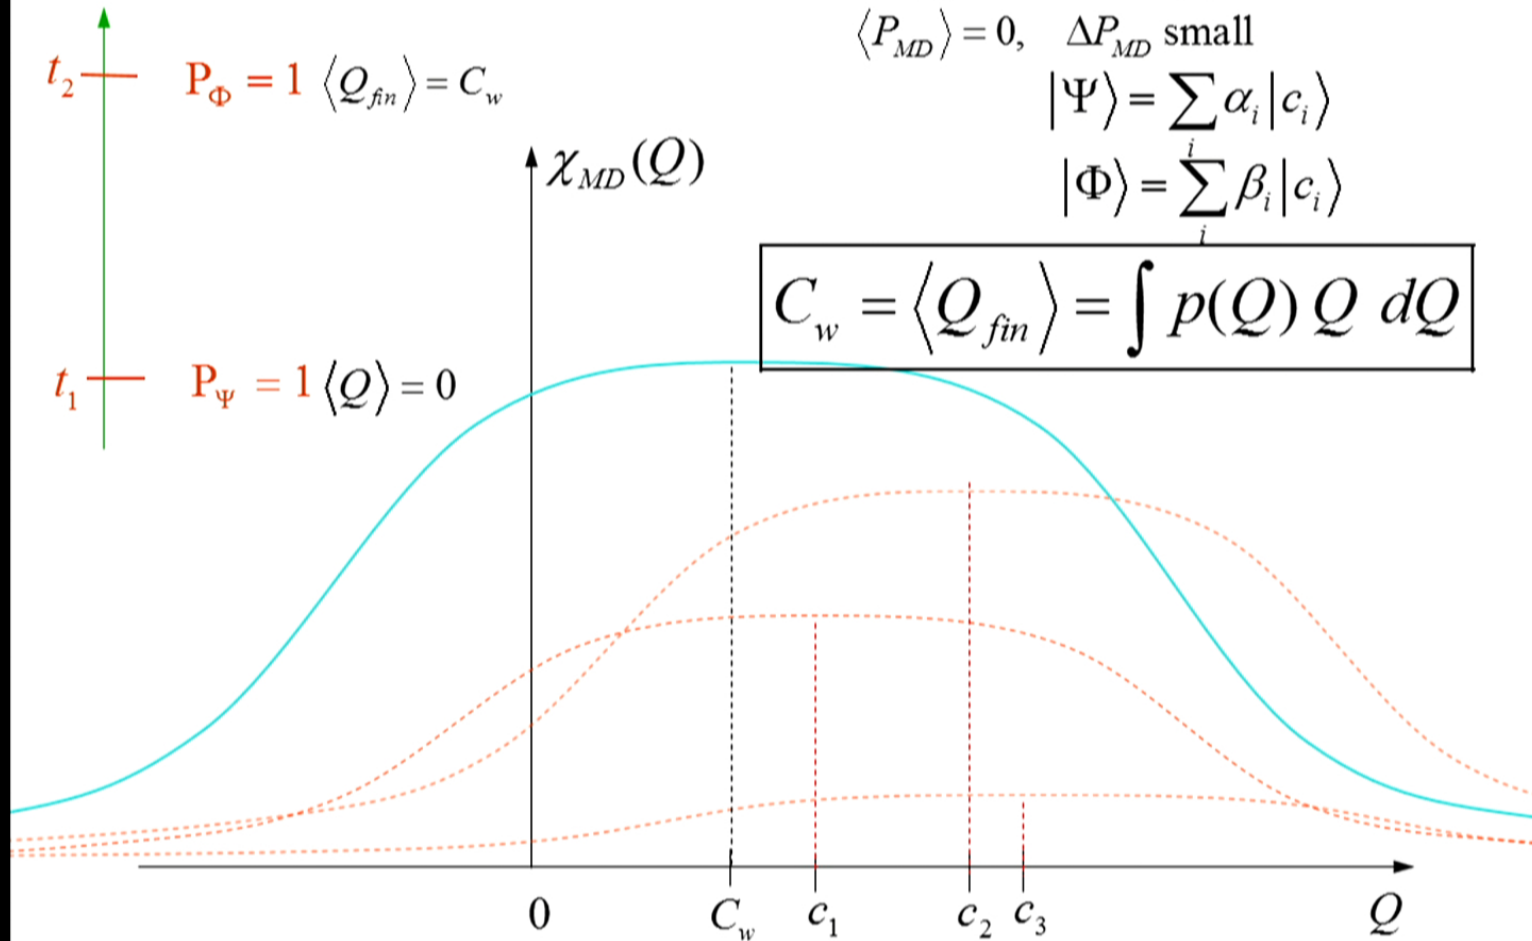 ⟨P_MD⟩ = 0, ΔP_MD small
t₂ P_Φ = 1 ⟨Q_fin⟩ = C_w
|Ψ⟩ = ∑_i α_i |c_i⟩
χ_MD(Q)
|Φ⟩ = ∑_i β_i |c_i⟩
C_w = ⟨Q_fin⟩ = ∫ p(Q) Q dQ
t₁ P_Ψ = 1 ⟨Q⟩ = 0
0 C_w c₁ c₂ c₃ Q